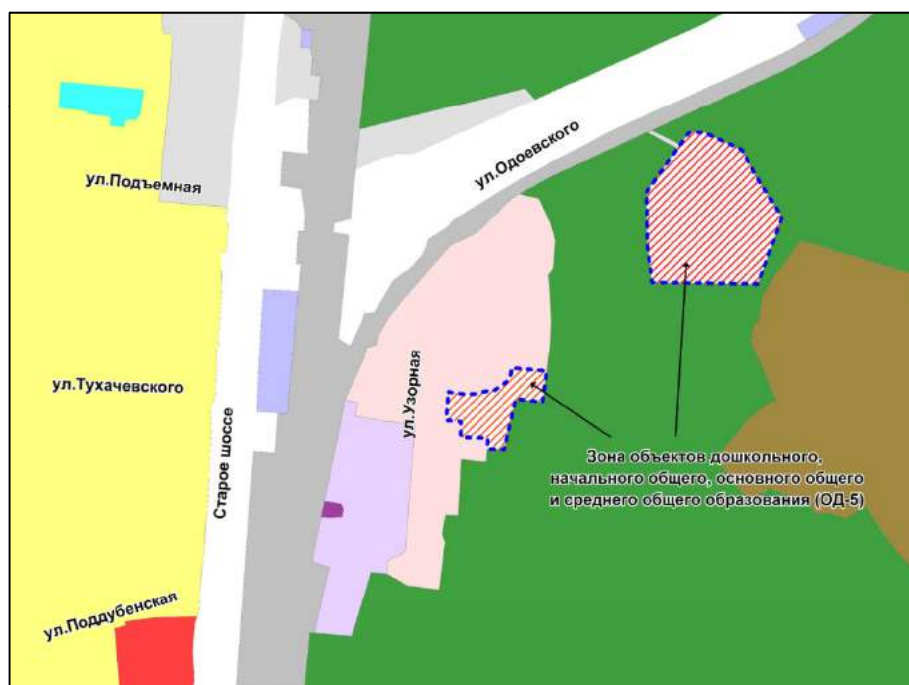 ул.Одоевского
ул.Подъемная
ул.Тухачевского
ул.Узорная
Старое шоссе
Зона объектов дошкольного,
начального общего, основного общего
и среднего общего образования (ОД-5)
ул.Поддубенская